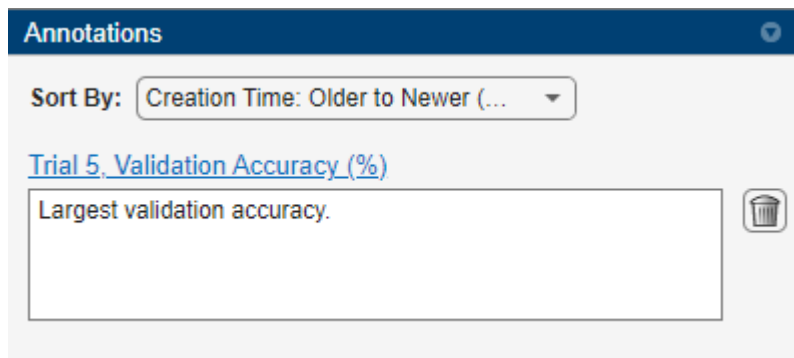 Annotations
Sort By: Creation Time: Older to Newer (...
Trial 5, Validation Accuracy (%)
Largest validation accuracy.